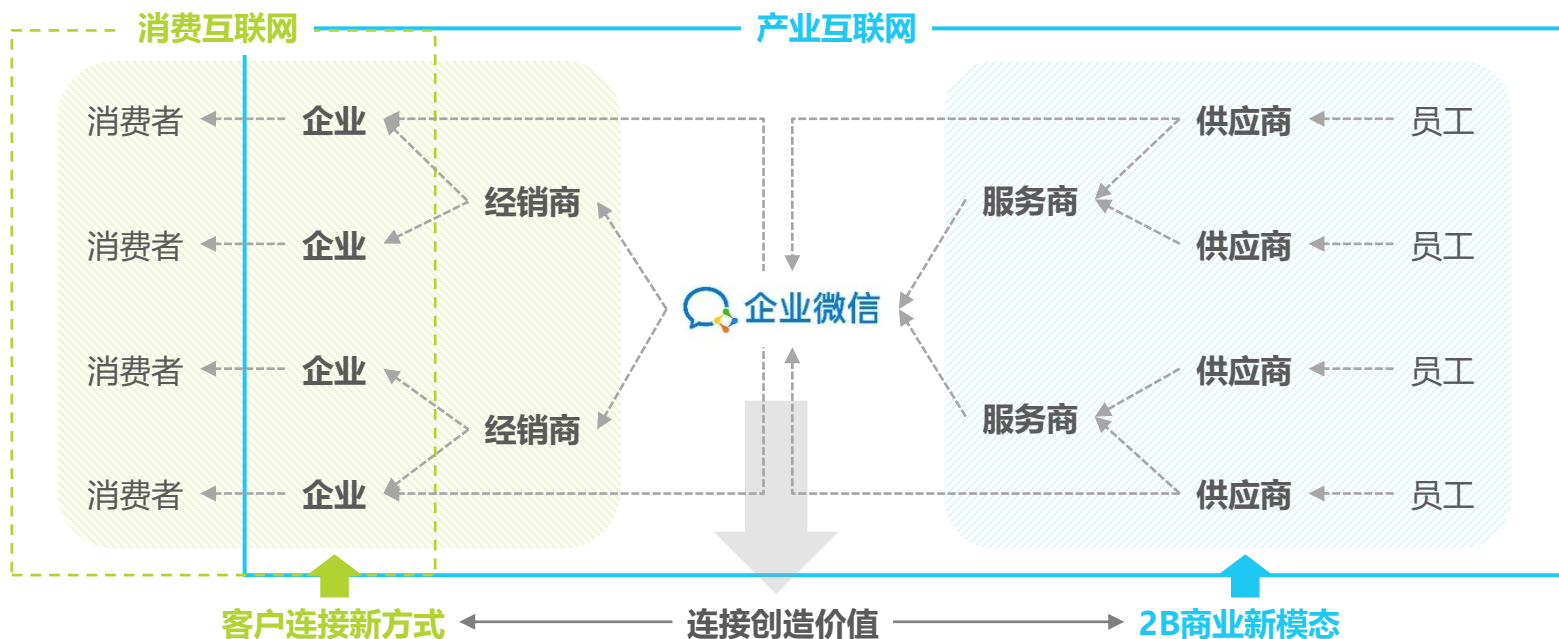 消费互联网
产业互联网
消费者 企业 供应商 员工
经销商 服务商
消费者 企业 供应商 员工
企业微信
消费者 企业 供应商 员工
经销商 服务商
消费者 企业 供应商 员工
客户连接新方式 连接创造价值 2B商业新模态